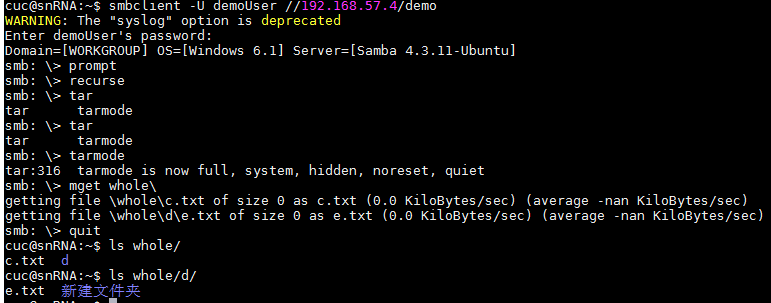 cuc@snRNA:~$ smbclient -U demoUser //192.168.57.4/demo
WARNING: The "syslog" option is deprecated
Enter demoUser's password:
Domain=[WORKGROUP] OS=[Windows 6.1] Server=[Samba 4.3.11-Ubuntu]
smb: \> prompt
smb: \> recurse
smb: \> tar
tar      tarmode
smb: \> tar
tar      tarmode
smb: \> tarmode
tar:316  tarmode is now full, system, hidden, noreset, quiet
smb: \> mget whole\
getting file \whole\c.txt of size 0 as c.txt (0.0 KiloBytes/sec) (average -nan KiloBytes/sec)
getting file \whole\d\e.txt of size 0 as e.txt (0.0 KiloBytes/sec) (average -nan KiloBytes/sec)
smb: \> quit
cuc@snRNA:~$ ls whole/
c.txt  d
cuc@snRNA:~$ ls whole/d/
e.txt  新建文件夹